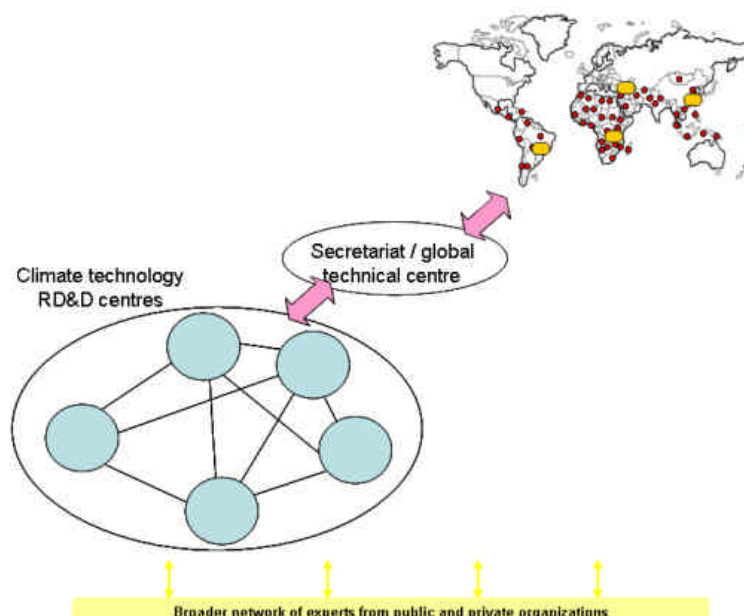 Secretariat / global
technical centre
Climate technology
RD&D centres
Broader network of experts from public and private organizations